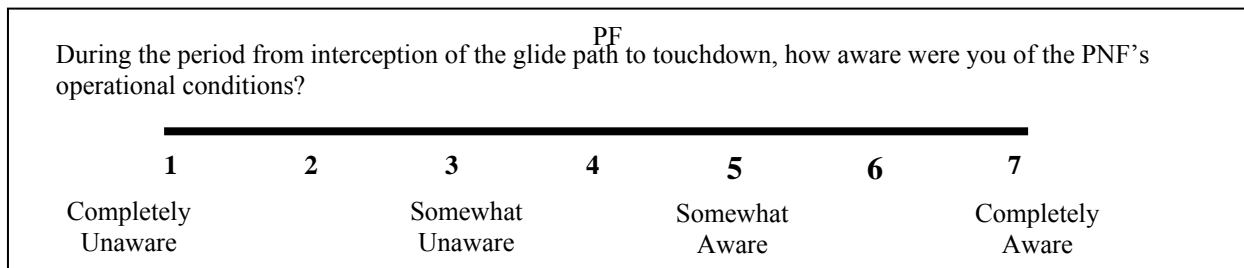 PF
During the period from interception of the glide path to touchdown, how aware were you of the PNF’s
operational conditions?
1 2 3 4 5 6 7
Completely Somewhat Somewhat Completely
Unaware Unaware Aware Aware